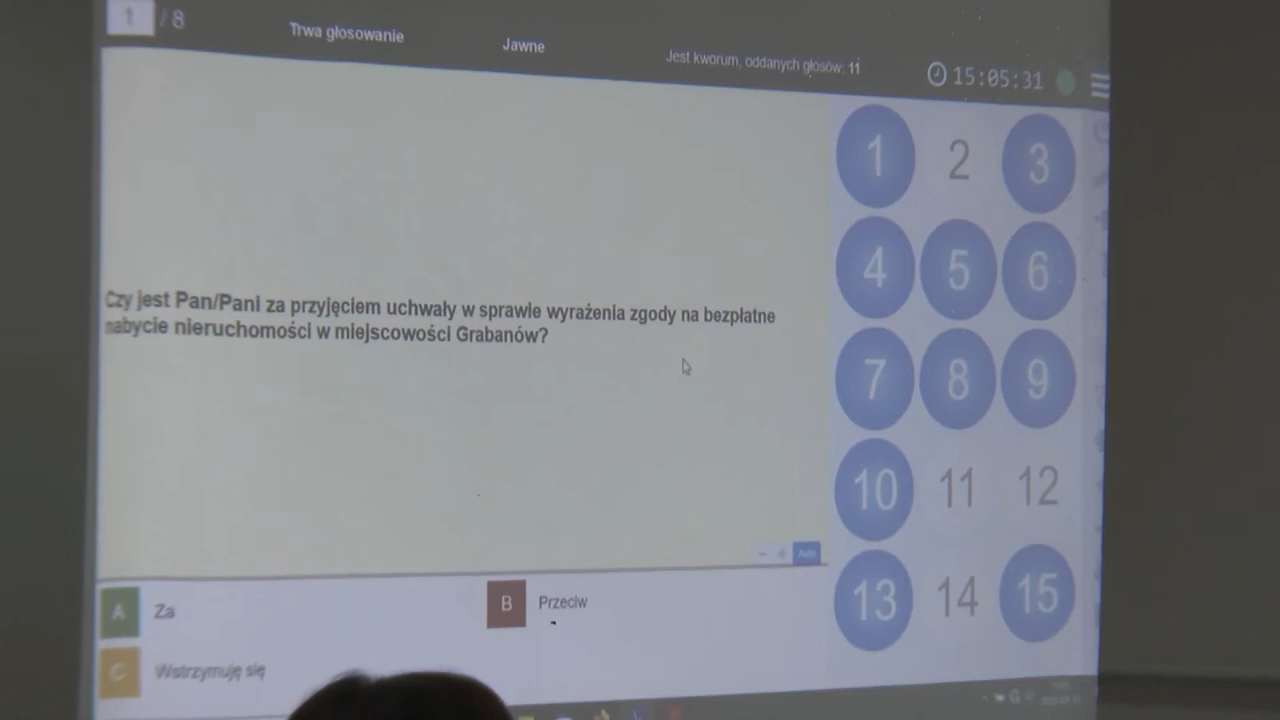 1 / 8
Trwa głosowanie
Jawne
Jest kworum, oddanych głosów: 11
15:05:31
Czy jest Pan/Pani za przyjęciem uchwały w sprawie wyrażenia zgody na bezpłatne
nabycie nieruchomości w miejscowości Grabanów?
1 2 3
4 5 6
7 8 9
10 11 12
13 14 15
Auto
A Za
B Przeciw
C Wstrzymuję się